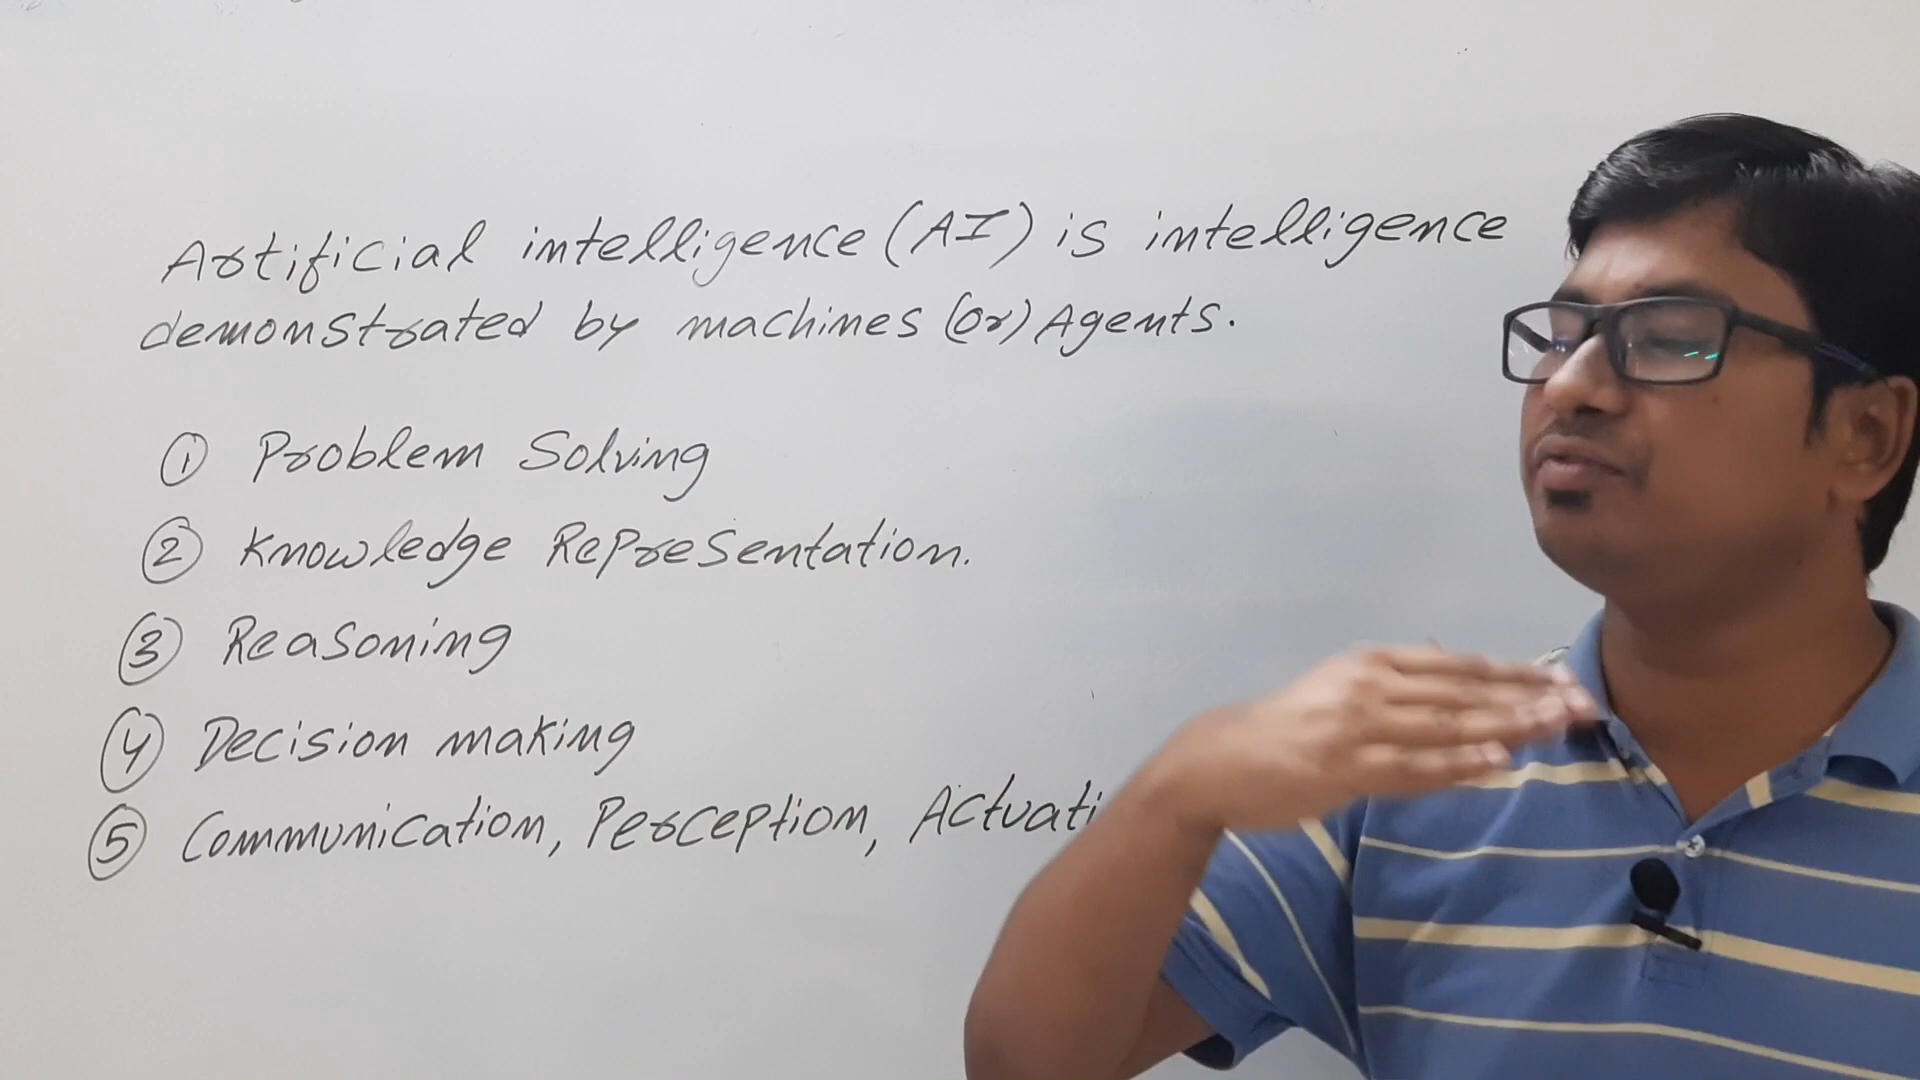 Artificial intelligence (AI) is intelligence
demonstrated by machines (or) Agents.
① Problem Solving
② Knowledge Representation.
③ Reasoning
④ Decision making
⑤ Communication, Perception, Actuati